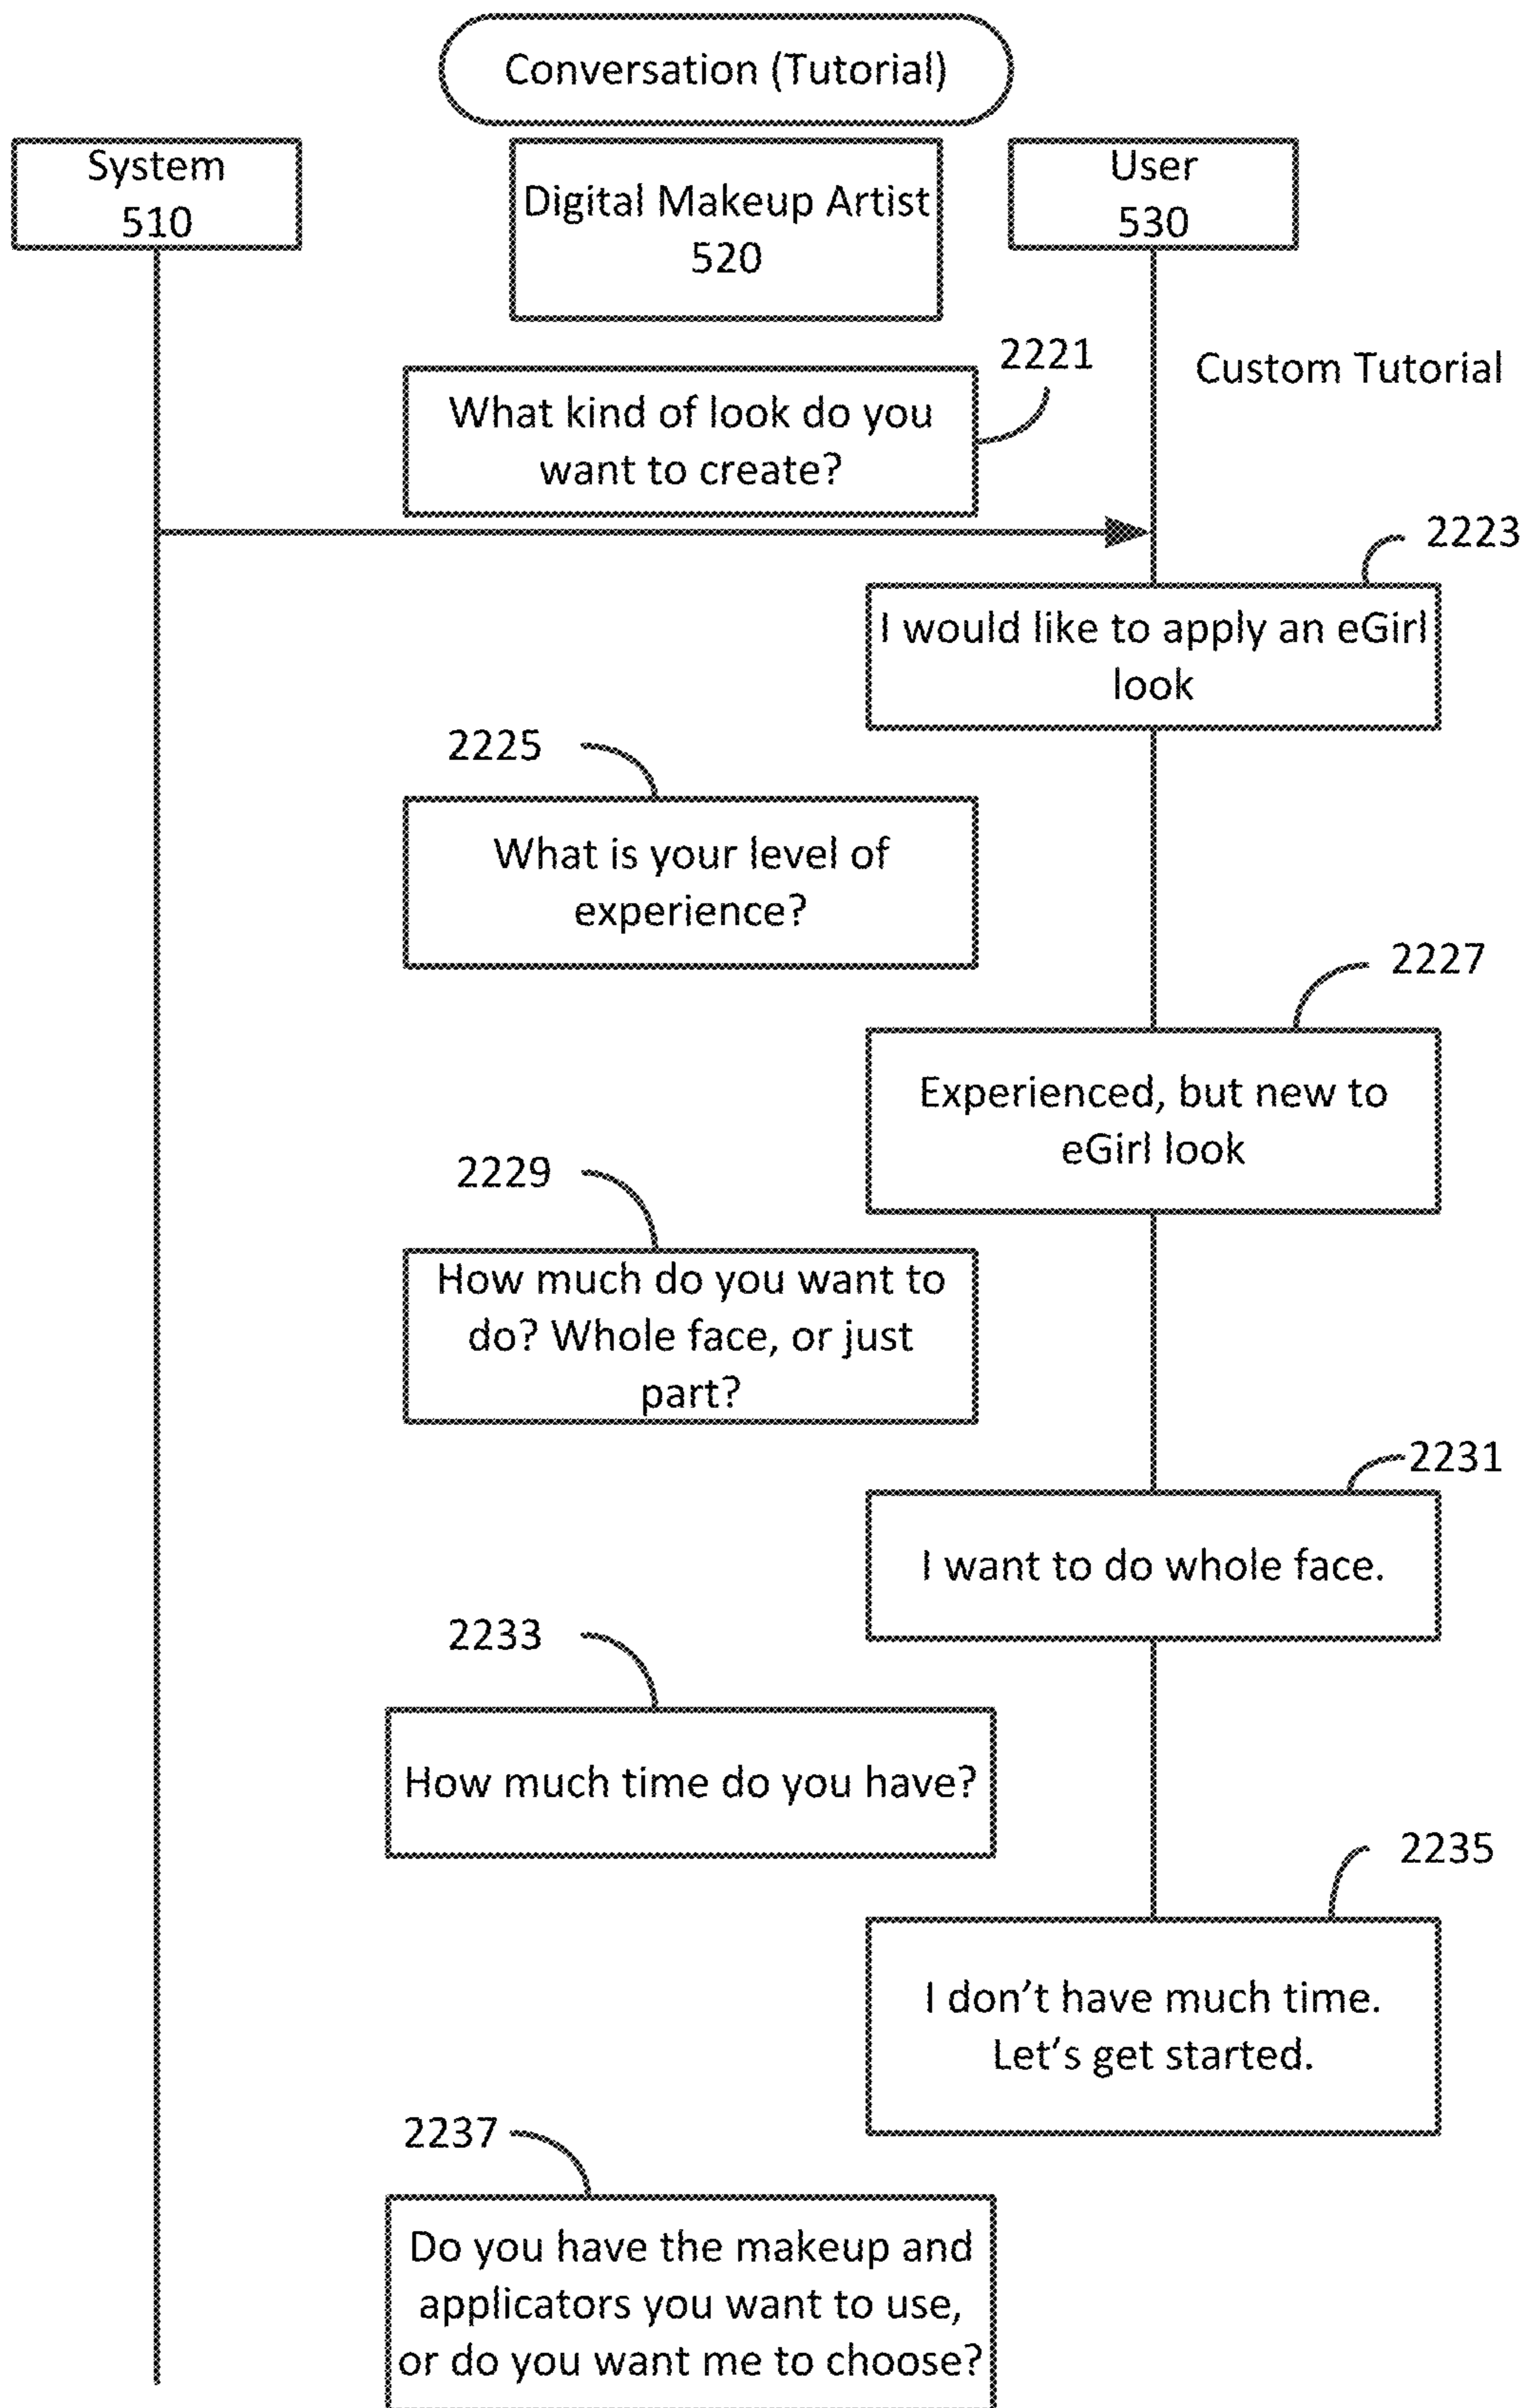 Conversation (Tutorial)
System
510
Digital Makeup Artist
520
User
530
2221
Custom Tutorial
What kind of look do you
want to create?
2223
I would like to apply an eGirl
look
2225
What is your level of
experience?
2227
Experienced, but new to
eGirl look
2229
How much do you want to
do? Whole face, or just
part?
2231
I want to do whole face.
2233
How much time do you have?
2235
I don’t have much time.
Let’s get started.
2237
Do you have the makeup and
applicators you want to use,
or do you want me to choose?